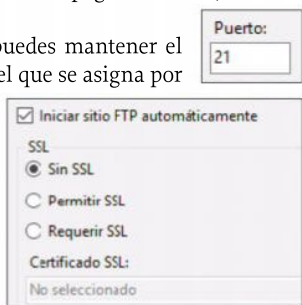 Puerto:
puedes mantener el
21
el que se asigna por
Iniciar sitio FTP automáticamente
SSL
Sin SSL
Permitir SSL
Requerir SSL
Certificado SSL:
No seleccionado